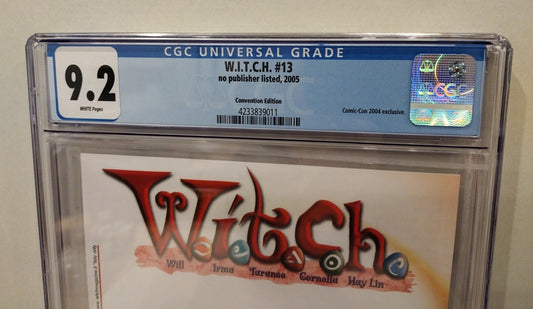 CGC UNIVERSAL GRADE
9.2
WHITE Pages
W.I.T.C.H. #13
no publisher listed, 2005
Convention Edition
4233839011
Comic-Con 2004 exclusive.
CGC
W.i.t.c.h.
Will Irma Taranee Cornelia Hay Lin